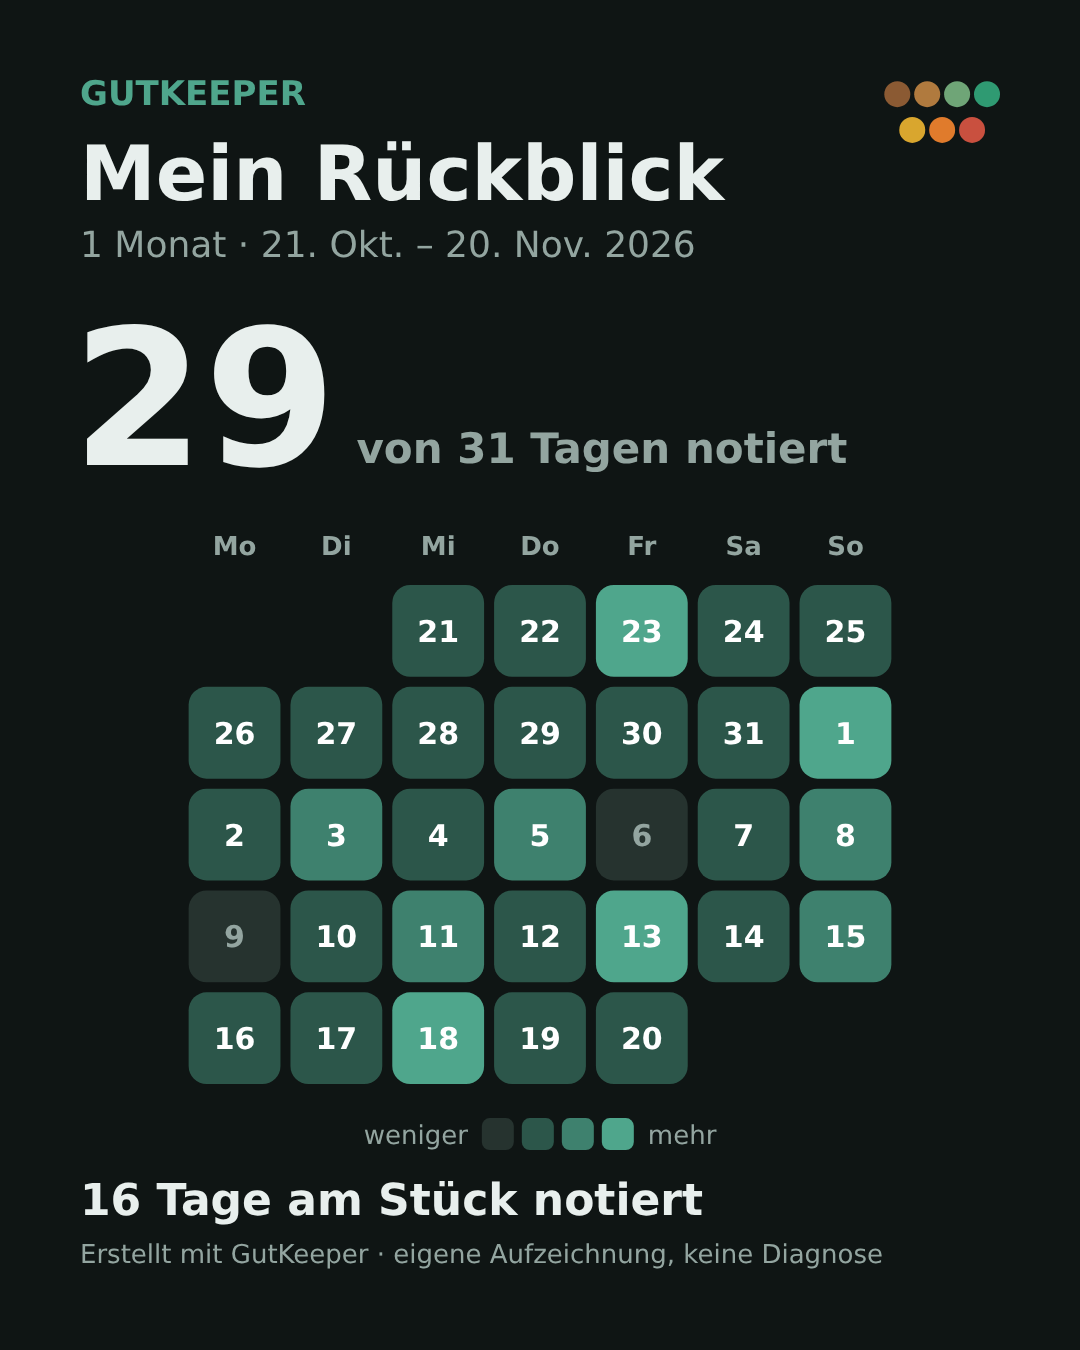 GUTKEEPER
Mein Rückblick
1 Monat · 21. Okt. – 20. Nov. 2026
29 von 31 Tagen notiert
Mo Di Mi Do Fr Sa So
21 22 23 24 25
26 27 28 29 30 31 1
2 3 4 5 6 7 8
9 10 11 12 13 14 15
16 17 18 19 20
weniger mehr
16 Tage am Stück notiert
Erstellt mit GutKeeper · eigene Aufzeichnung, keine Diagnose